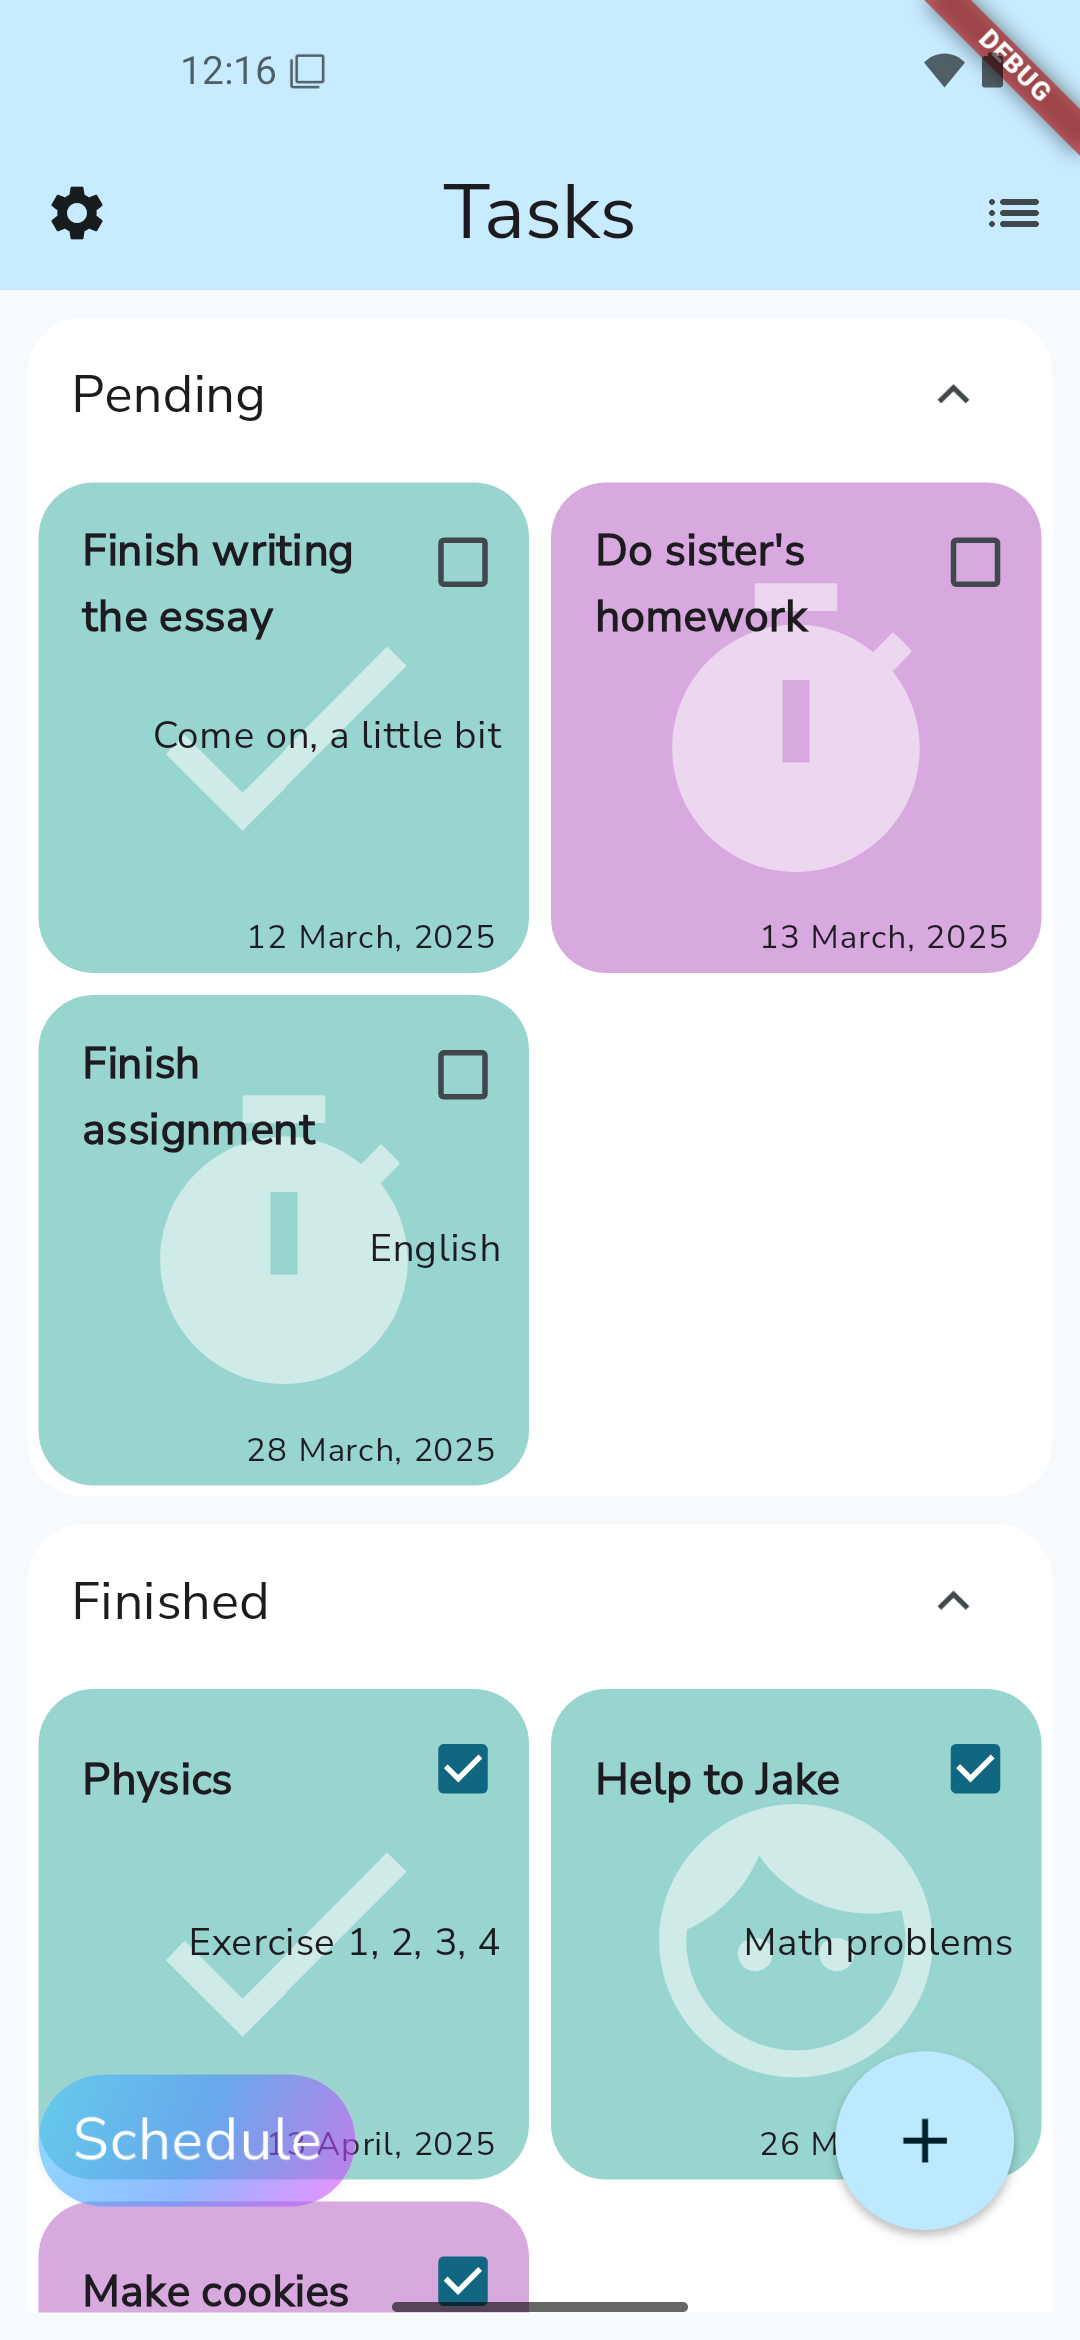 12:16
DEBUG
Tasks
Pending
Finish writing
the essay
Come on, a little bit
12 March, 2025
Do sister's
homework
13 March, 2025
Finish
assignment
English
28 March, 2025
Finished
Physics
Exercise 1, 2, 3, 4
13 April, 2025
Help to Jake
Math problems
26 M
Schedule
Make cookies